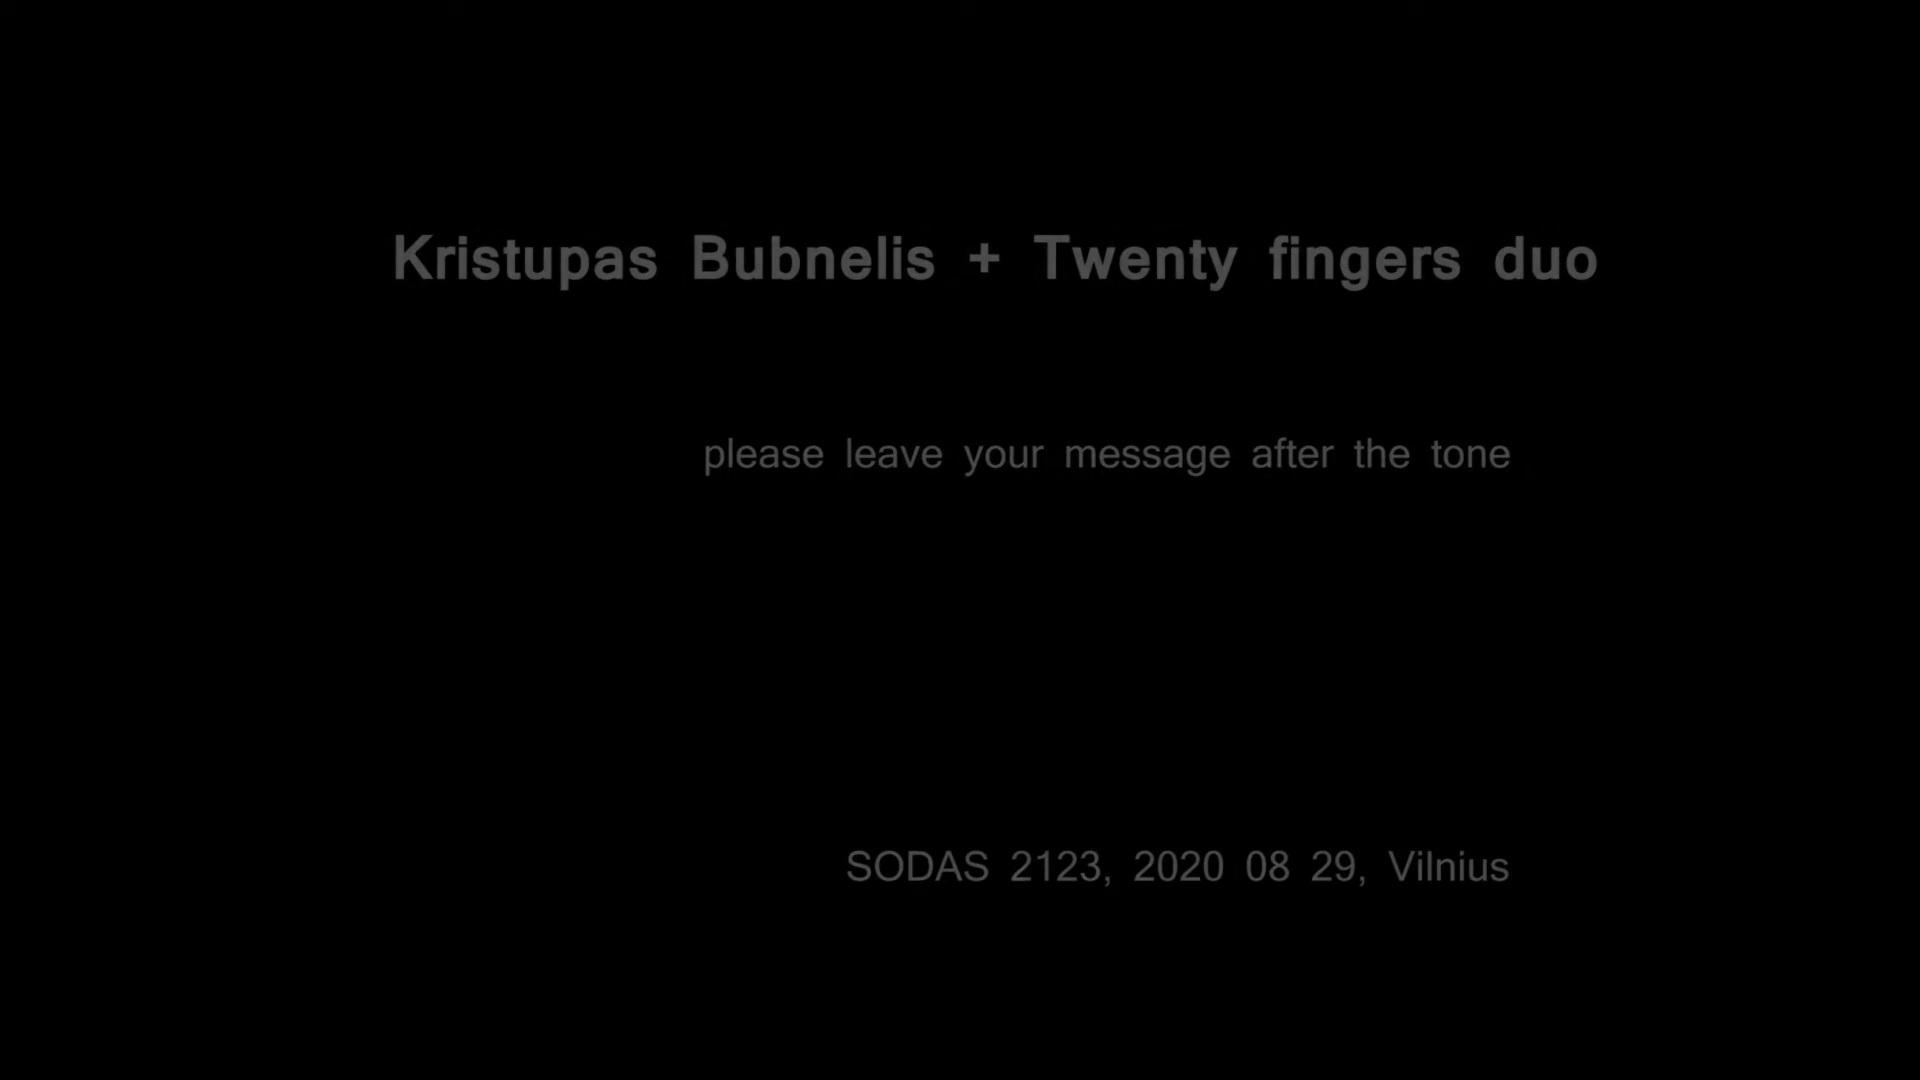 Kristupas Bubnelis + Twenty fingers duo
please leave your message after the tone
SODAS 2123, 2020 08 29, Vilnius